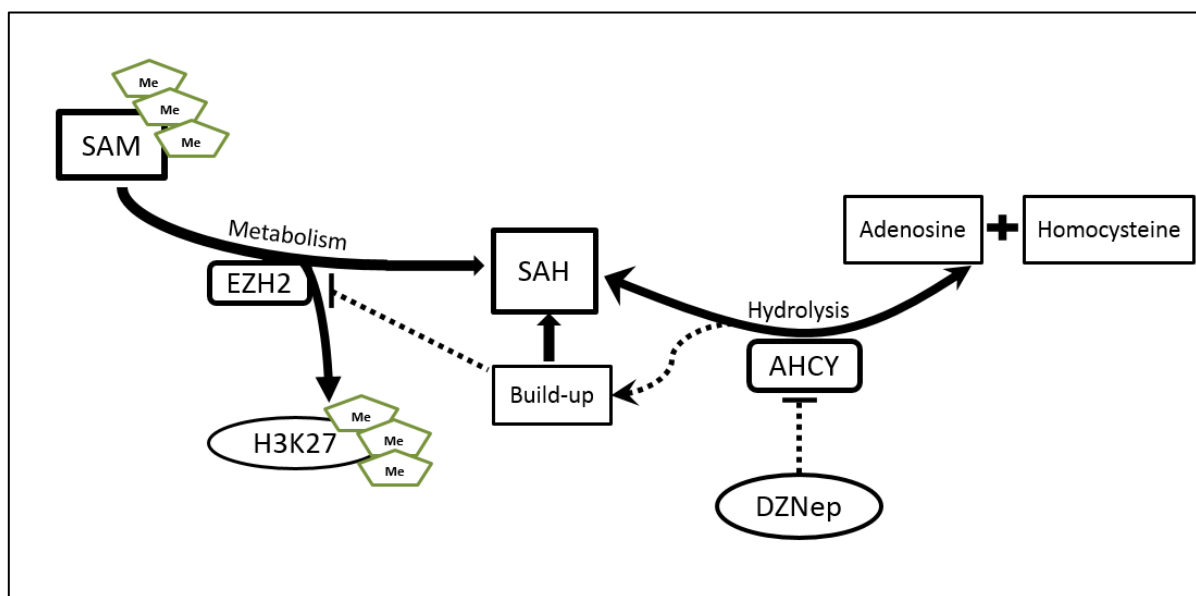 Me
Me
Me
SAM
Metabolism
EZH2
SAH
Adenosine
Homocysteine
Hydrolysis
AHCY
Build-up
H3K27
Me
Me
Me
DZNep